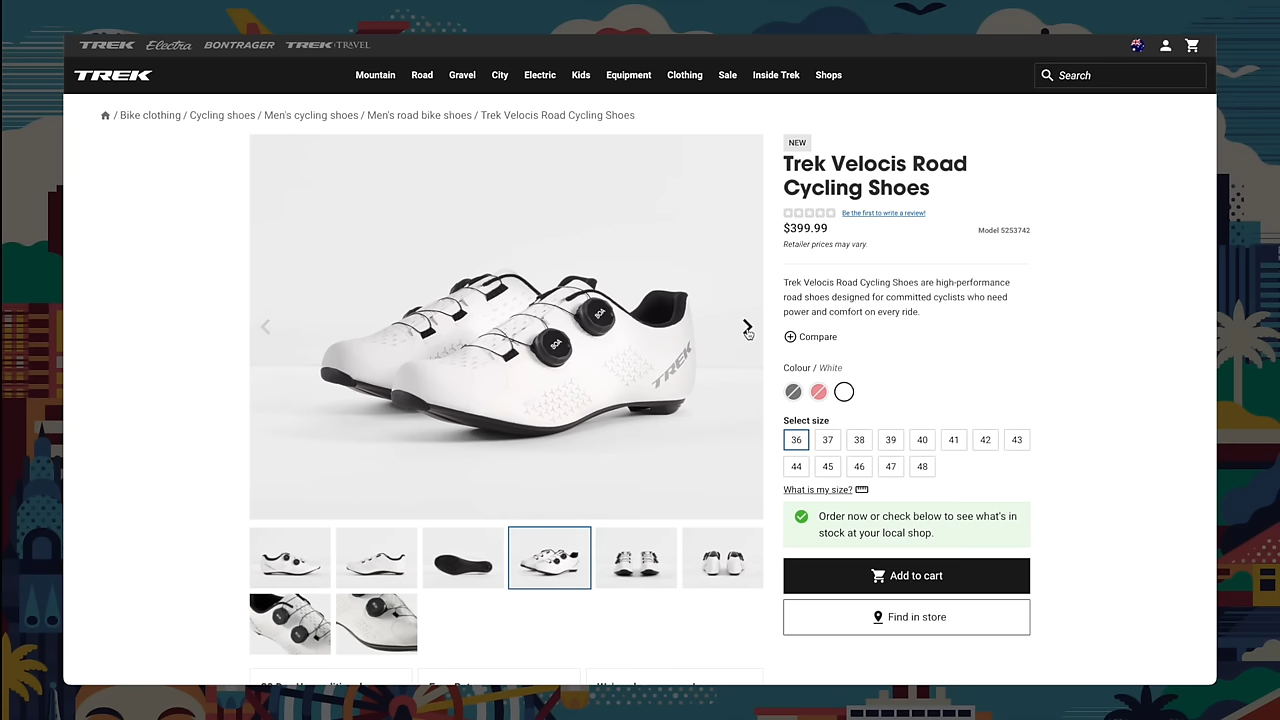 TREK Electra BONTRAGER TREK TRAVEL
TREK Mountain Road Gravel City Electric Kids Equipment Clothing Sale Inside Trek Shops Search
/ Bike clothing / Cycling shoes / Men's cycling shoes / Men's road bike shoes / Trek Velocis Road Cycling Shoes
NEW
Trek Velocis Road
Cycling Shoes
Be the first to write a review!
$399.99
Model 5253742
Retailer prices may vary.
Trek Velocis Road Cycling Shoes are high-performance
road shoes designed for committed cyclists who need
power and comfort on every ride.
Compare
Colour / White
Select size
36 37 38 39 40 41 42 43
44 45 46 47 48
What is my size?
Order now or check below to see what's in
stock at your local shop.
Add to cart
Find in store
BOA
BOA
TREK